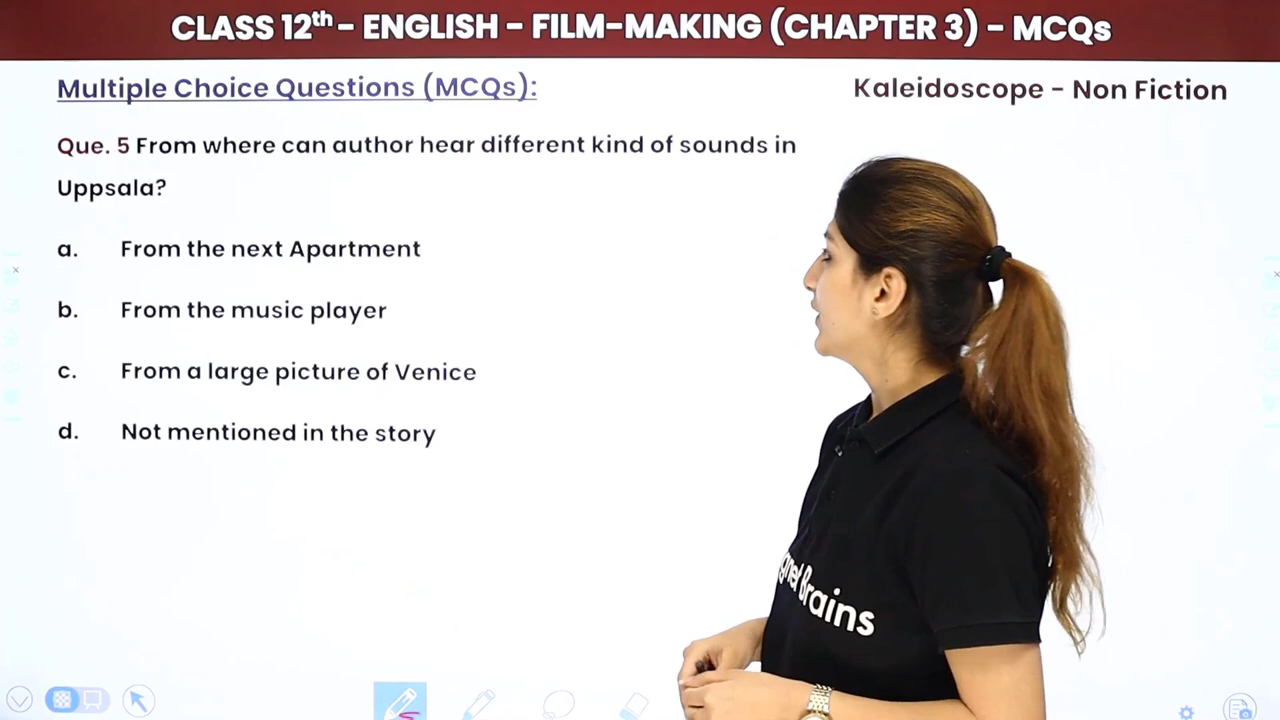 CLASS 12th - ENGLISH - FILM-MAKING (CHAPTER 3) - MCQs
Multiple Choice Questions (MCQs):
Kaleidoscope - Non Fiction
Que. 5 From where can author hear different kind of sounds in
Uppsala?
a. From the next Apartment
b. From the music player
c. From a large picture of Venice
d. Not mentioned in the story
Brains